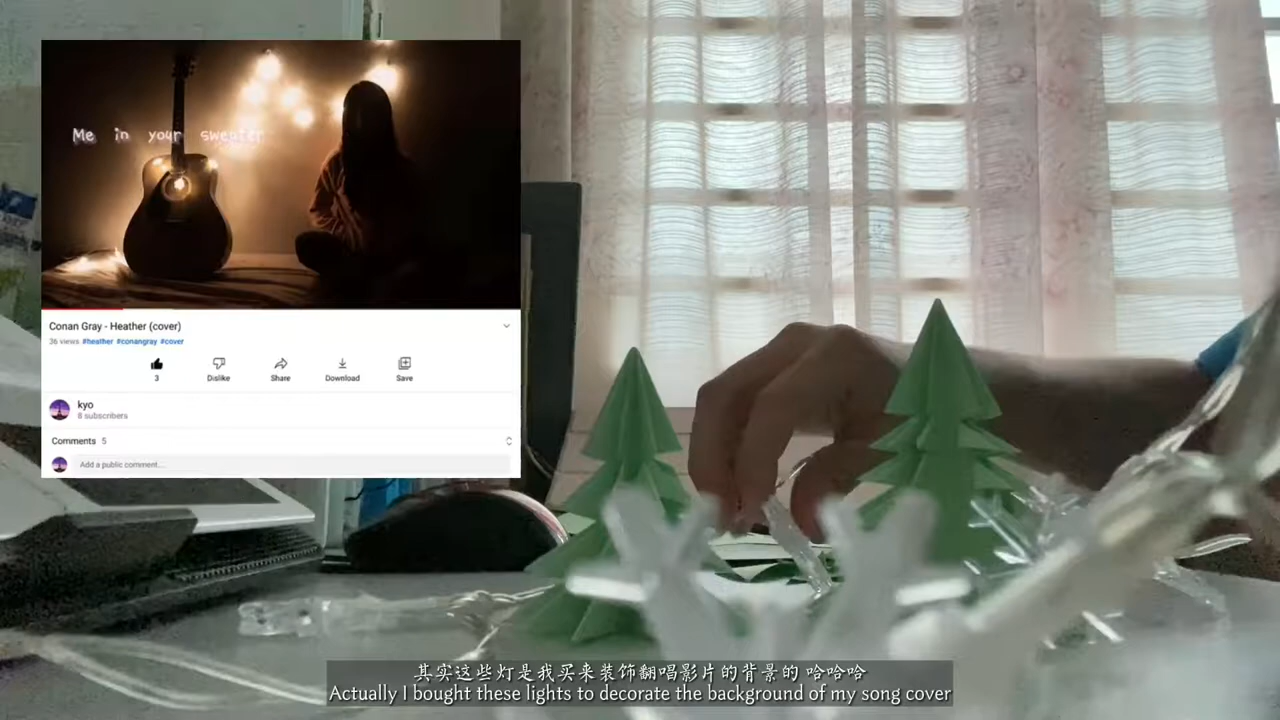 Me in your sweater
Conan Gray - Heather (cover)
36 views #heather #conangray #cover
3
Dislike
Share
Download
Save
kyo
8 subscribers
Comments 5
Add a public comment...
其实这些灯是我买来装饰翻唱影片的背景的 哈哈哈
Actually I bought these lights to decorate the background of my song cover